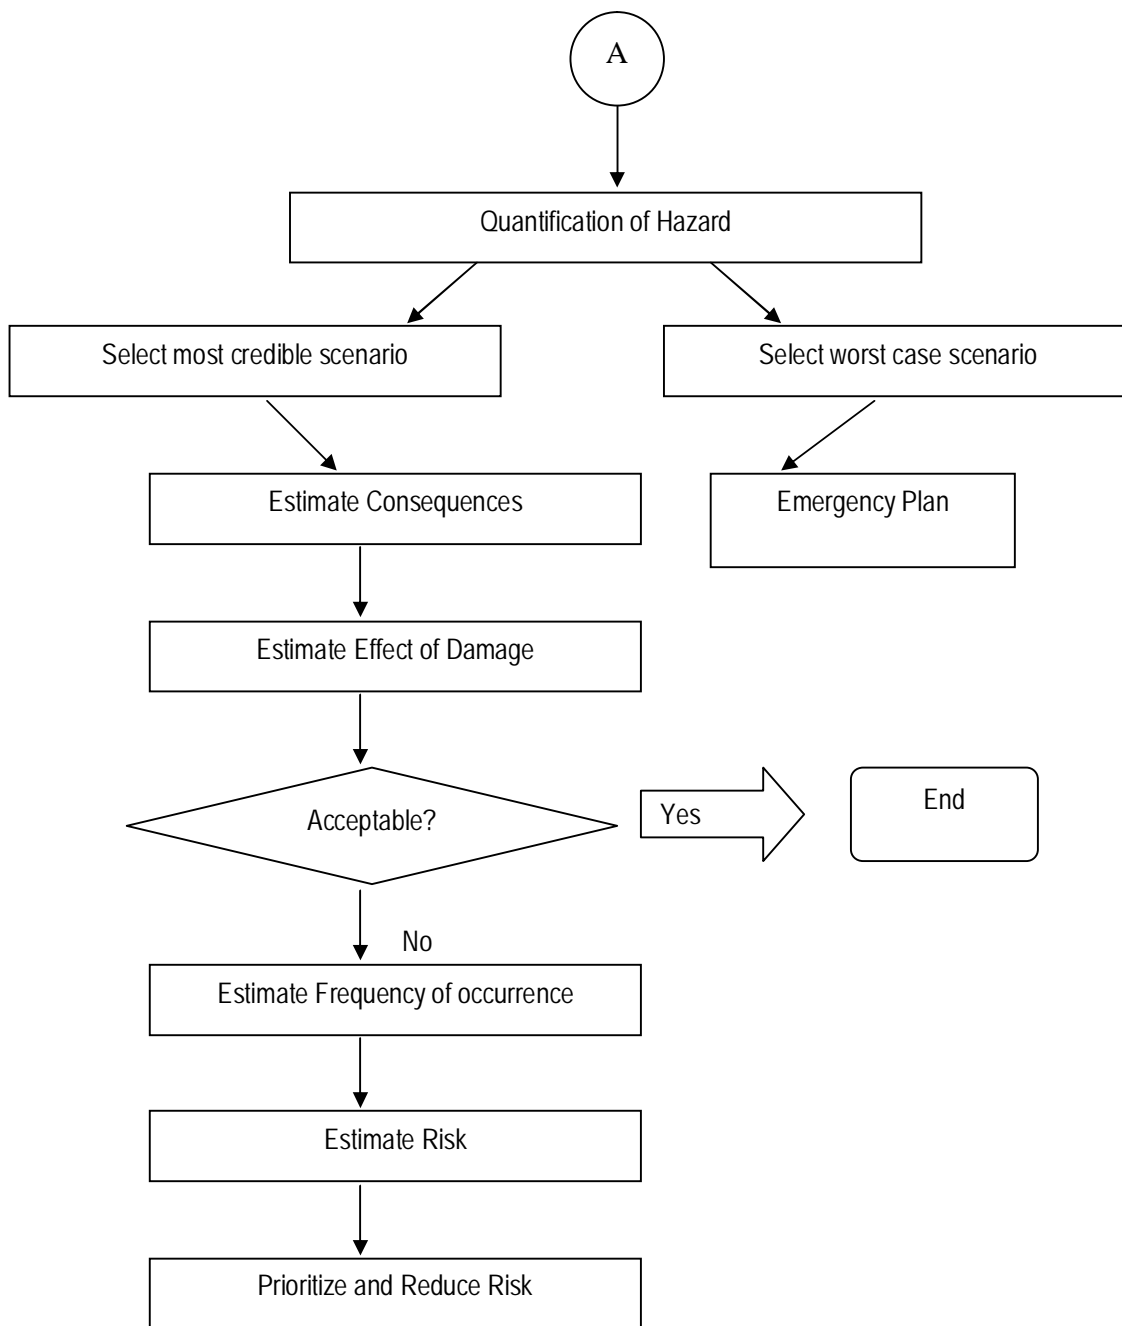 A
Quantification of Hazard
Select most credible scenario
Select worst case scenario
Estimate Consequences
Emergency Plan
Estimate Effect of Damage
Acceptable?
Yes
End
No
Estimate Frequency of occurrence
Estimate Risk
Prioritize and Reduce Risk